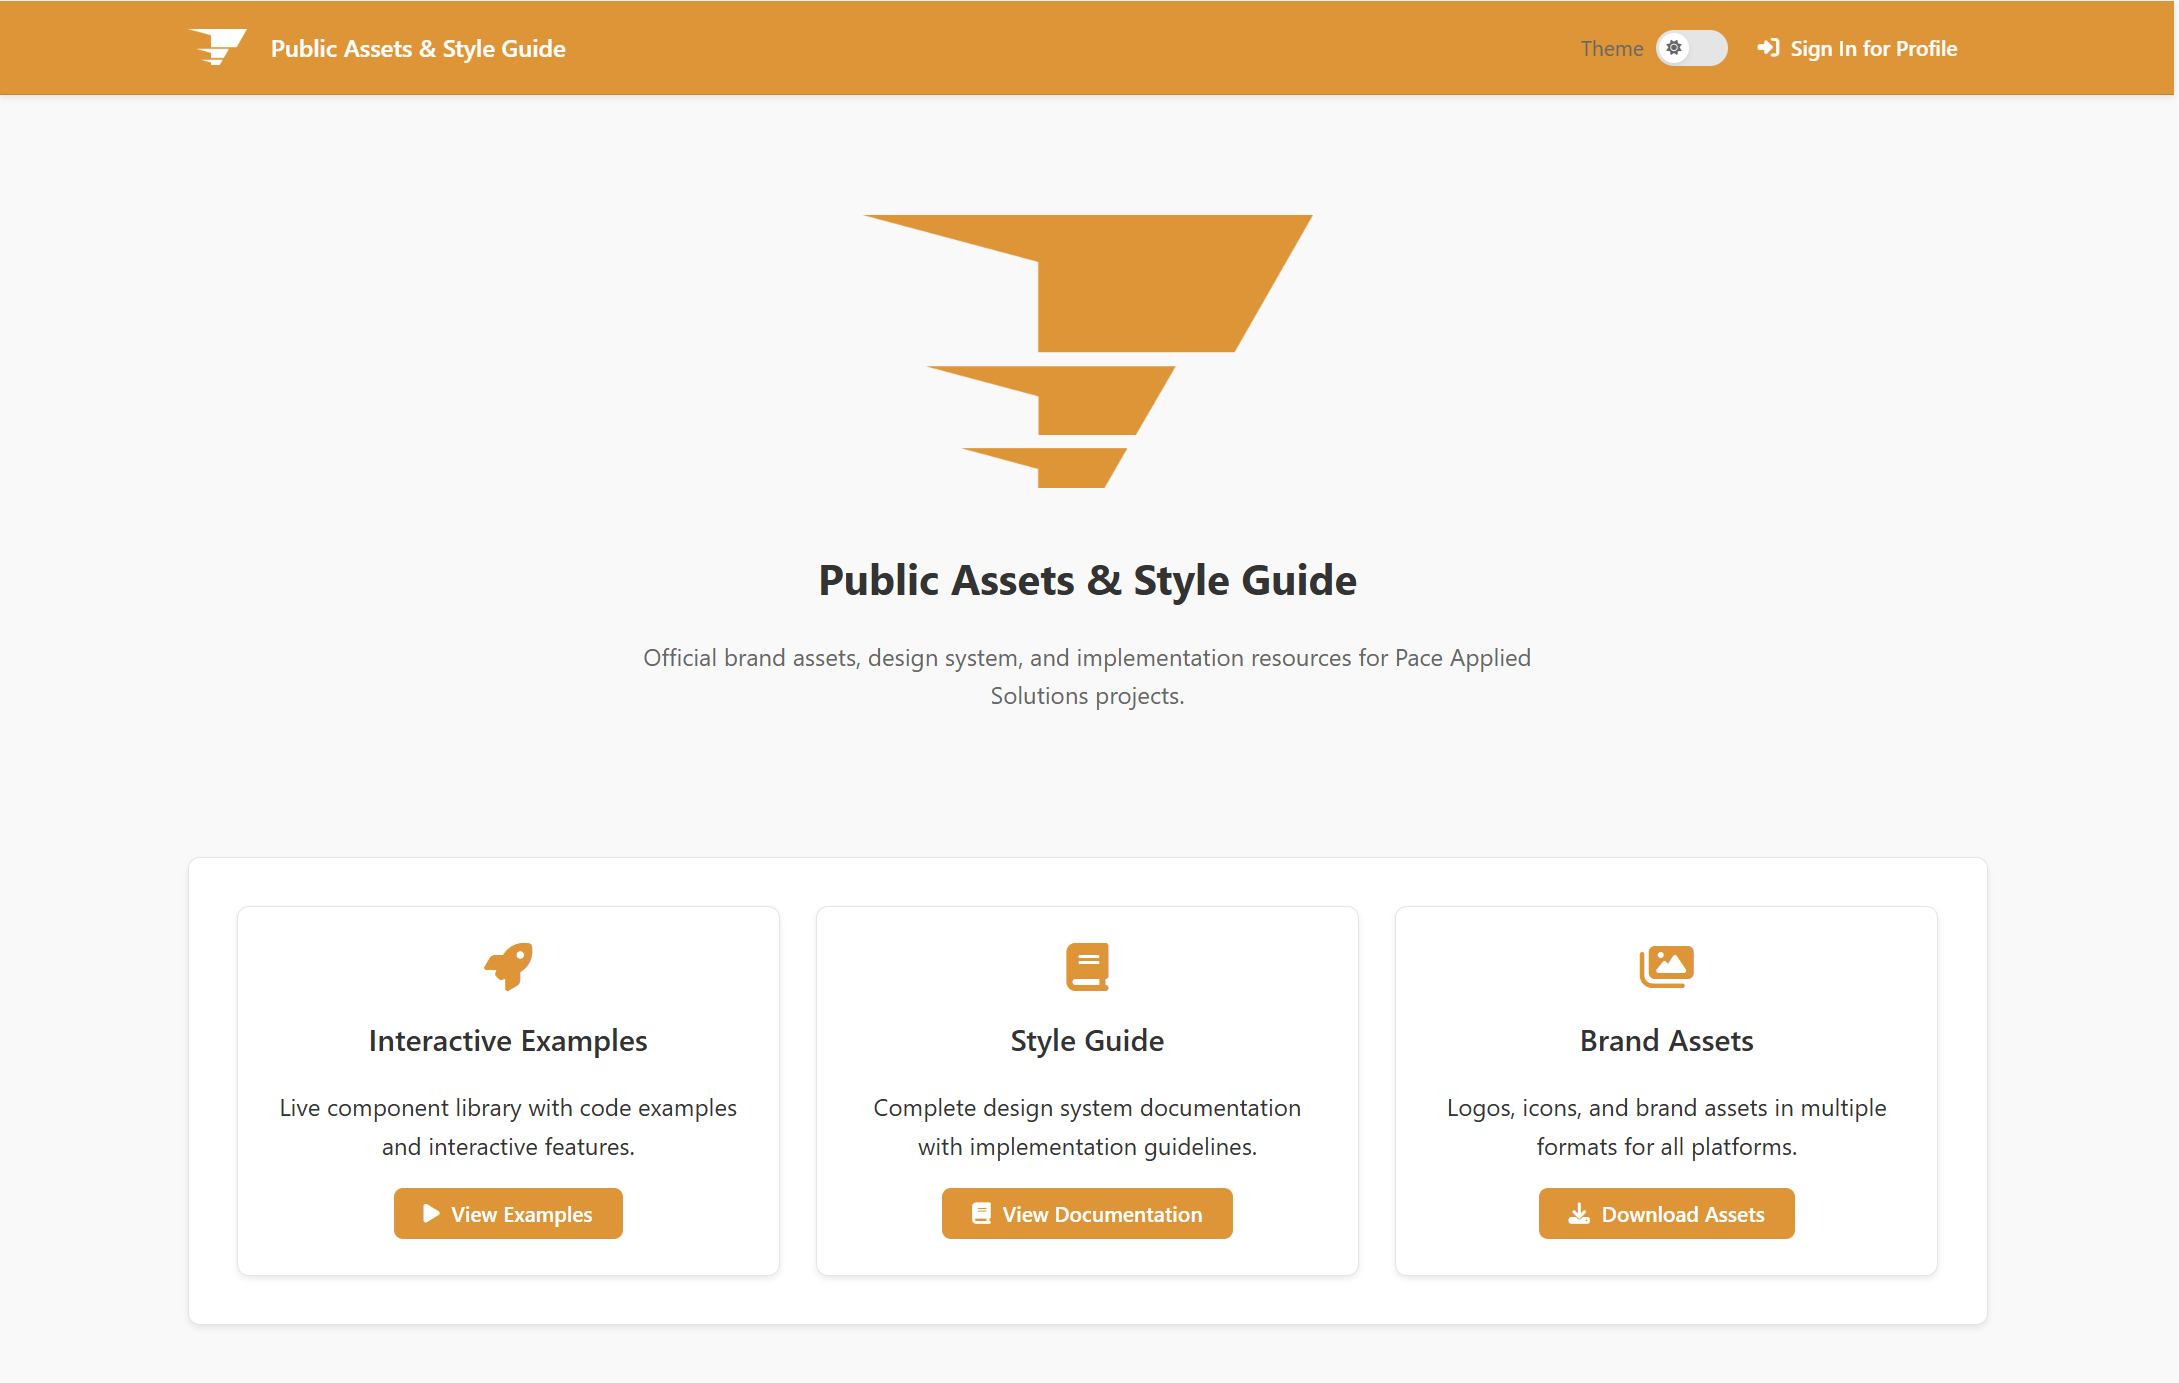 Public Assets & Style Guide
Theme
Sign In for Profile
Public Assets & Style Guide
Official brand assets, design system, and implementation resources for Pace Applied
Solutions projects.
Interactive Examples
Live component library with code examples
and interactive features.
View Examples
Style Guide
Complete design system documentation
with implementation guidelines.
View Documentation
Brand Assets
Logos, icons, and brand assets in multiple
formats for all platforms.
Download Assets